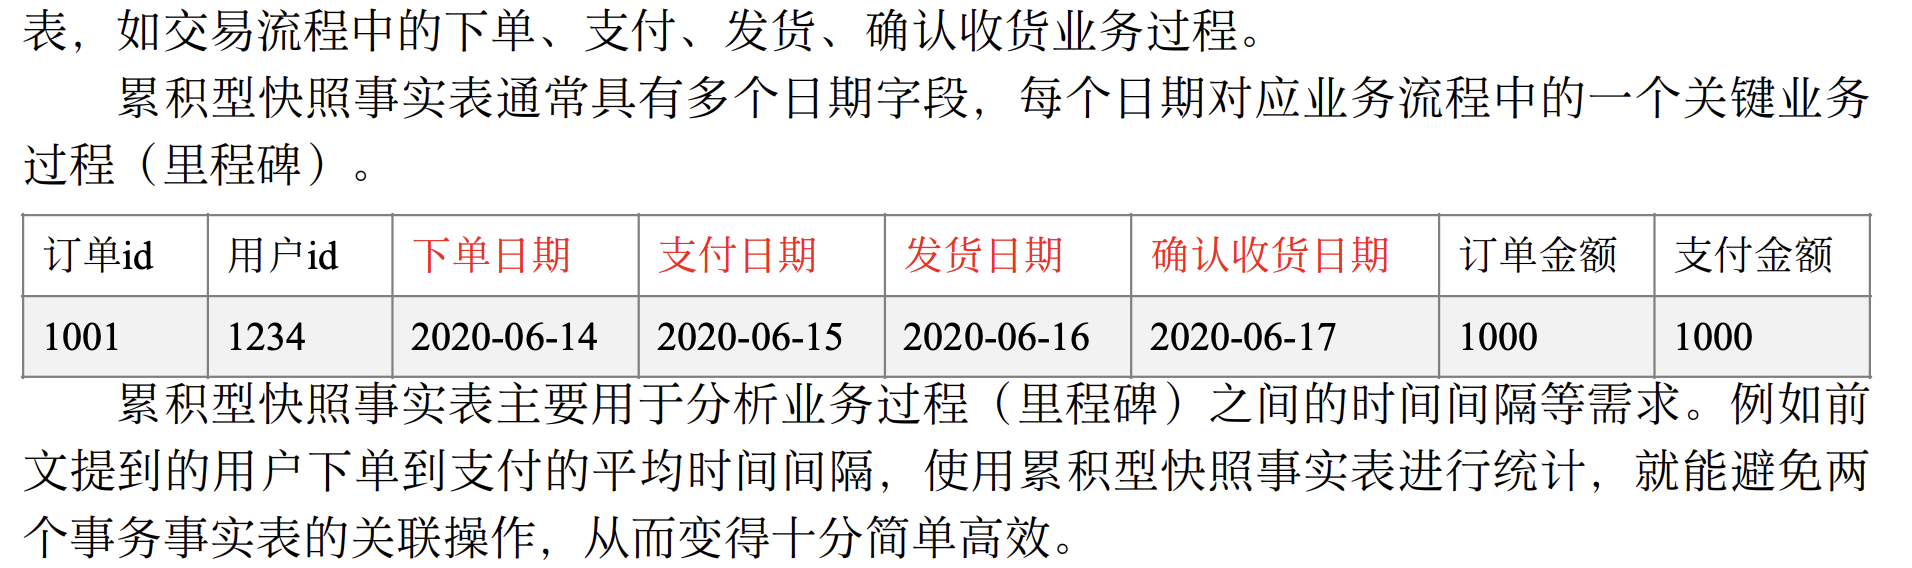 表，如交易流程中的下单、支付、发货、确认收货业务过程。
累积型快照事实表通常具有多个日期字段，每个日期对应业务流程中的一个关键业务
过程（里程碑）。
订单id 用户id 下单日期 支付日期 发货日期 确认收货日期 订单金额 支付金额
1001 1234 2020-06-14 2020-06-15 2020-06-16 2020-06-17 1000 1000
累积型快照事实表主要用于分析业务过程（里程碑）之间的时间间隔等需求。例如前
文提到的用户下单到支付的平均时间间隔，使用累积型快照事实表进行统计，就能避免两
个事务事实表的关联操作，从而变得十分简单高效。